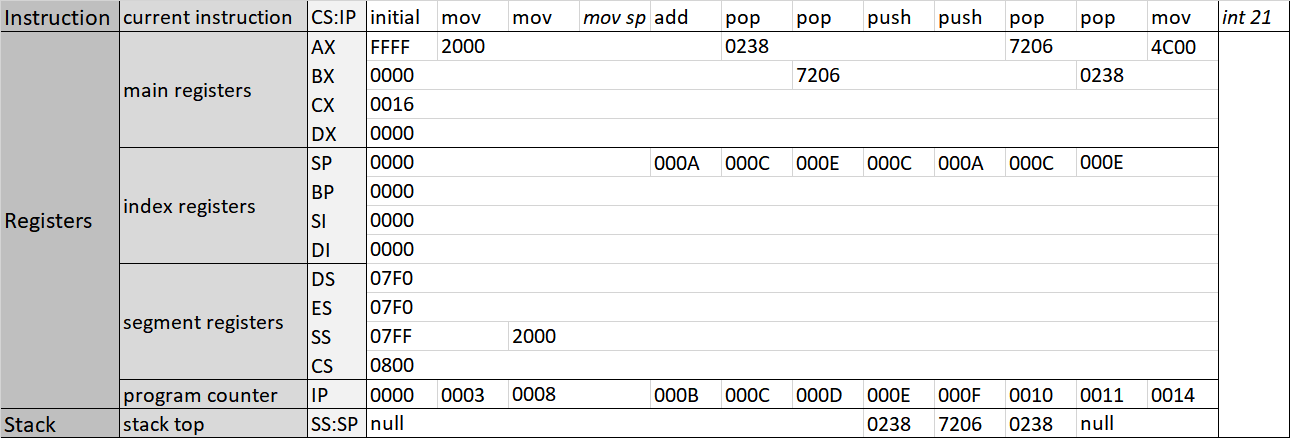 Instruction current instruction CS:IP initial mov mov mov sp add pop pop push push pop pop mov int 21
Registers
main registers
AX FFFF 2000 0238 7206 4C00
BX 0000 7206 0238
CX 0016
DX 0000
index registers
SP 0000 000A 000C 000E 000C 000A 000C 000E
BP 0000
SI 0000
DI 0000
segment registers
DS 07F0
ES 07F0
SS 07FF 2000
CS 0800
program counter IP 0000 0003 0008 000B 000C 000D 000E 000F 0010 0011 0014
Stack stack top SS:SP null 0238 7206 0238 null